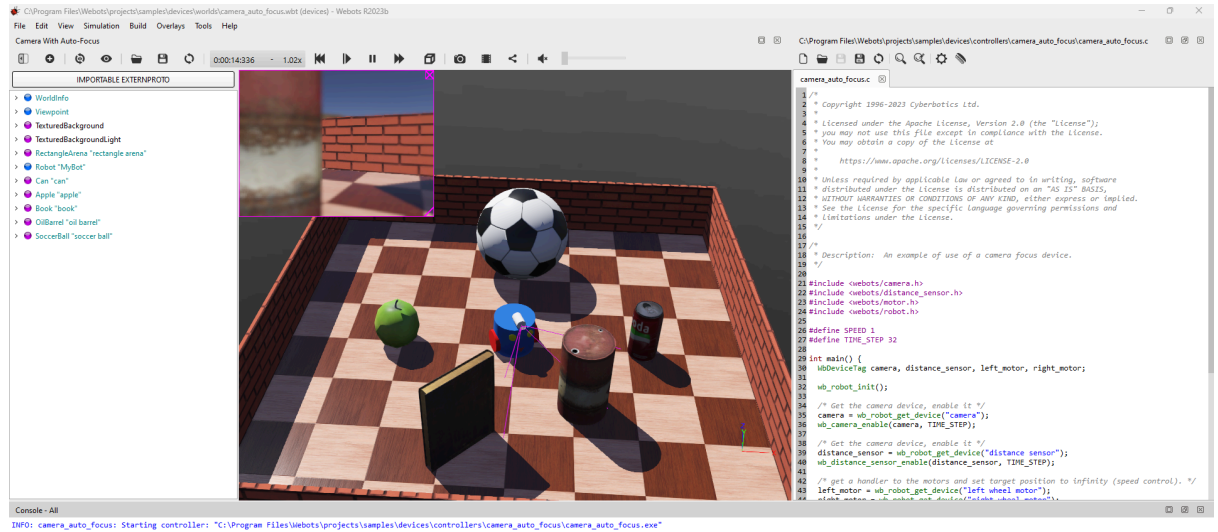 C:\Program Files\Webots\projects\samples\devices\worlds\camera_auto_focus.wbt (devices) - Webots R2023b
File Edit View Simulation Build Overlays Tools Help
Camera With Auto-Focus
0:00:14:336 - 1.02x
IMPORTABLE EXTERNPROTO
WorldInfo
Viewpoint
TexturedBackground
TexturedBackgroundLight
RectangleArena "rectangle arena"
Robot "MyBot"
Can "can"
Apple "apple"
Book "book"
OilBarrel "oil barrel"
SoccerBall "soccer ball"
C:\Program Files\Webots\projects\samples\devices\controllers\camera_auto_focus\camera_auto_focus.c
camera_auto_focus.c
1 /*
2 * Copyright 1996-2023 Cyberbotics Ltd.
3 *
4 * Licensed under the Apache License, Version 2.0 (the "License");
5 * you may not use this file except in compliance with the License.
6 * You may obtain a copy of the License at
7 *
8 * https://www.apache.org/licenses/LICENSE-2.0
9 *
10 * Unless required by applicable law or agreed to in writing, software
11 * distributed under the License is distributed on an "AS IS" BASIS,
12 * WITHOUT WARRANTIES OR CONDITIONS OF ANY KIND, either express or implied.
13 * See the License for the specific language governing permissions and
14 * limitations under the License.
15 */
16
17 /*
18 * Description: An example of use of a camera focus device.
19 */
20
21 #include <webots/camera.h>
22 #include <webots/distance_sensor.h>
23 #include <webots/motor.h>
24 #include <webots/robot.h>
25
26 #define SPEED 1
27 #define TIME_STEP 32
28
29 int main() {
30 WbDeviceTag camera, distance_sensor, left_motor, right_motor;
31
32 wb_robot_init();
33
34 /* Get the camera device, enable it */
35 camera = wb_robot_get_device("camera");
36 wb_camera_enable(camera, TIME_STEP);
37
38 /* Get the camera device, enable it */
39 distance_sensor = wb_robot_get_device("distance sensor");
40 wb_distance_sensor_enable(distance_sensor, TIME_STEP);
41
42 /* get a handler to the motors and set target position to infinity (speed control). */
43 left_motor = wb_robot_get_device("left wheel motor");
44 right_motor = wb_robot_get_device("right wheel motor");
Console - All
INFO: camera_auto_focus: Starting controller: "C:\Program Files\Webots\projects\samples\devices\controllers\camera_auto_focus\camera_auto_focus.exe"